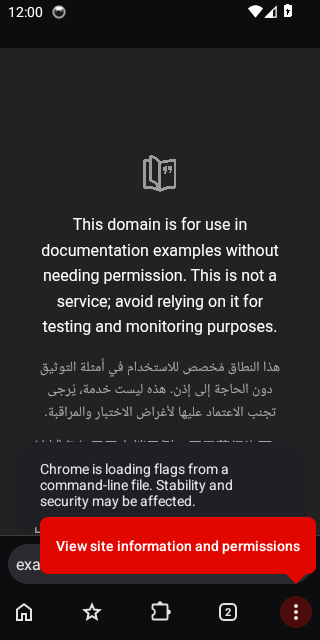 12:00
This domain is for use in
documentation examples without
needing permission. This is not a
service; avoid relying on it for
testing and monitoring purposes.
هذا النطاق مُخصص للاستخدام في أمثلة التوثيق
دون الحاجة إلى إذن. هذه ليست خدمة، يُرجى
تجنب الاعتماد عليها لأغراض الاختبار والمراقبة.
Chrome is loading flags from a
command-line file. Stability and
security may be affected.
View site information and permissions
exa
2